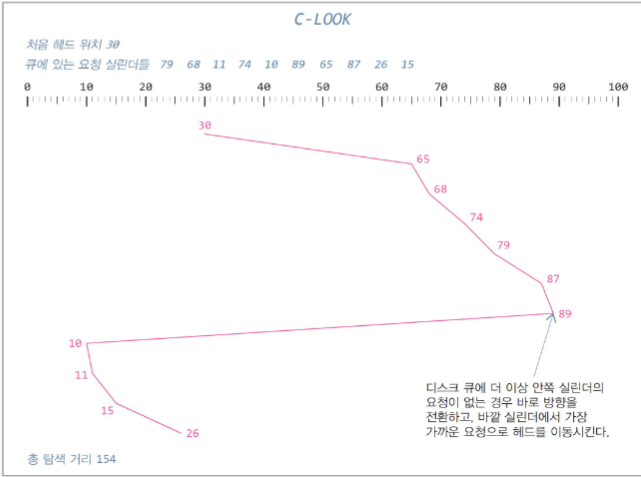 C-LOOK
처음 헤드 위치 30
큐에 있는 요청 실린더들 79 68 11 74 10 89 65 87 26 15
0 10 20 30 40 50 60 70 80 90 100
30
65
68
74
79
87
89
10
11
15
26
디스크 큐에 더 이상 안쪽 실린더의
요청이 없는 경우 바로 방향을
전환하고, 바깥 실린더에서 가장
가까운 요청으로 헤드를 이동시킨다.
총 탐색 거리 154